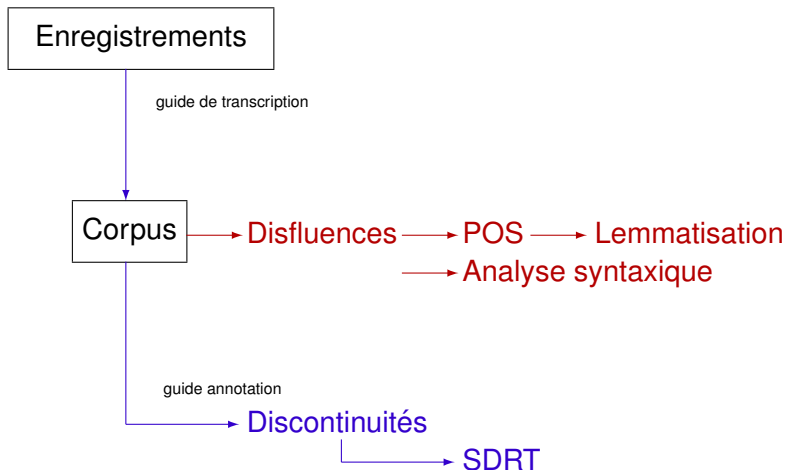 Enregistrements
guide de transcription
Corpus Disfluences POS Lemmatisation
Analyse syntaxique
guide annotation
Discontinuités
SDRT